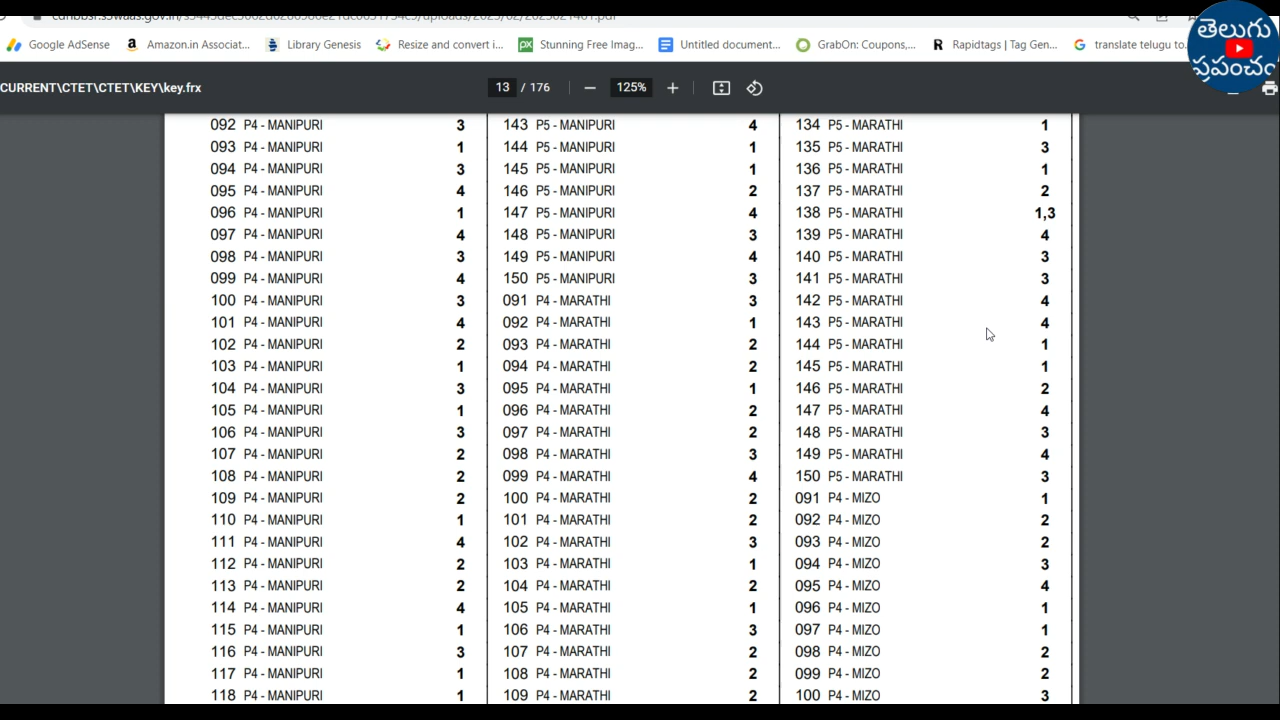 Google AdSense Amazon.in Associat... Library Genesis Resize and convert i... Stunning Free Imag... Untitled document... GrabOn: Coupons,... Rapidtags | Tag Gen... translate telugu to...
తెలుగు
ప్రపంచం
CURRENT\CTET\CTET\KEY\key.frx 13 / 176 125%
092 P4 - MANIPURI 3
093 P4 - MANIPURI 1
094 P4 - MANIPURI 3
095 P4 - MANIPURI 4
096 P4 - MANIPURI 1
097 P4 - MANIPURI 4
098 P4 - MANIPURI 3
099 P4 - MANIPURI 4
100 P4 - MANIPURI 3
101 P4 - MANIPURI 4
102 P4 - MANIPURI 2
103 P4 - MANIPURI 1
104 P4 - MANIPURI 3
105 P4 - MANIPURI 1
106 P4 - MANIPURI 3
107 P4 - MANIPURI 2
108 P4 - MANIPURI 2
109 P4 - MANIPURI 2
110 P4 - MANIPURI 1
111 P4 - MANIPURI 4
112 P4 - MANIPURI 2
113 P4 - MANIPURI 2
114 P4 - MANIPURI 4
115 P4 - MANIPURI 1
116 P4 - MANIPURI 3
117 P4 - MANIPURI 1
118 P4 - MANIPURI 1
143 P5 - MANIPURI 4
144 P5 - MANIPURI 1
145 P5 - MANIPURI 1
146 P5 - MANIPURI 2
147 P5 - MANIPURI 4
148 P5 - MANIPURI 3
149 P5 - MANIPURI 4
150 P5 - MANIPURI 3
091 P4 - MARATHI 3
092 P4 - MARATHI 1
093 P4 - MARATHI 2
094 P4 - MARATHI 2
095 P4 - MARATHI 1
096 P4 - MARATHI 2
097 P4 - MARATHI 2
098 P4 - MARATHI 3
099 P4 - MARATHI 4
100 P4 - MARATHI 2
101 P4 - MARATHI 2
102 P4 - MARATHI 3
103 P4 - MARATHI 1
104 P4 - MARATHI 2
105 P4 - MARATHI 1
106 P4 - MARATHI 3
107 P4 - MARATHI 2
108 P4 - MARATHI 2
109 P4 - MARATHI 2
134 P5 - MARATHI 1
135 P5 - MARATHI 3
136 P5 - MARATHI 1
137 P5 - MARATHI 2
138 P5 - MARATHI 1,3
139 P5 - MARATHI 4
140 P5 - MARATHI 3
141 P5 - MARATHI 3
142 P5 - MARATHI 4
143 P5 - MARATHI 4
144 P5 - MARATHI 1
145 P5 - MARATHI 1
146 P5 - MARATHI 2
147 P5 - MARATHI 4
148 P5 - MARATHI 3
149 P5 - MARATHI 4
150 P5 - MARATHI 3
091 P4 - MIZO 1
092 P4 - MIZO 2
093 P4 - MIZO 2
094 P4 - MIZO 3
095 P4 - MIZO 4
096 P4 - MIZO 1
097 P4 - MIZO 1
098 P4 - MIZO 2
099 P4 - MIZO 2
100 P4 - MIZO 3